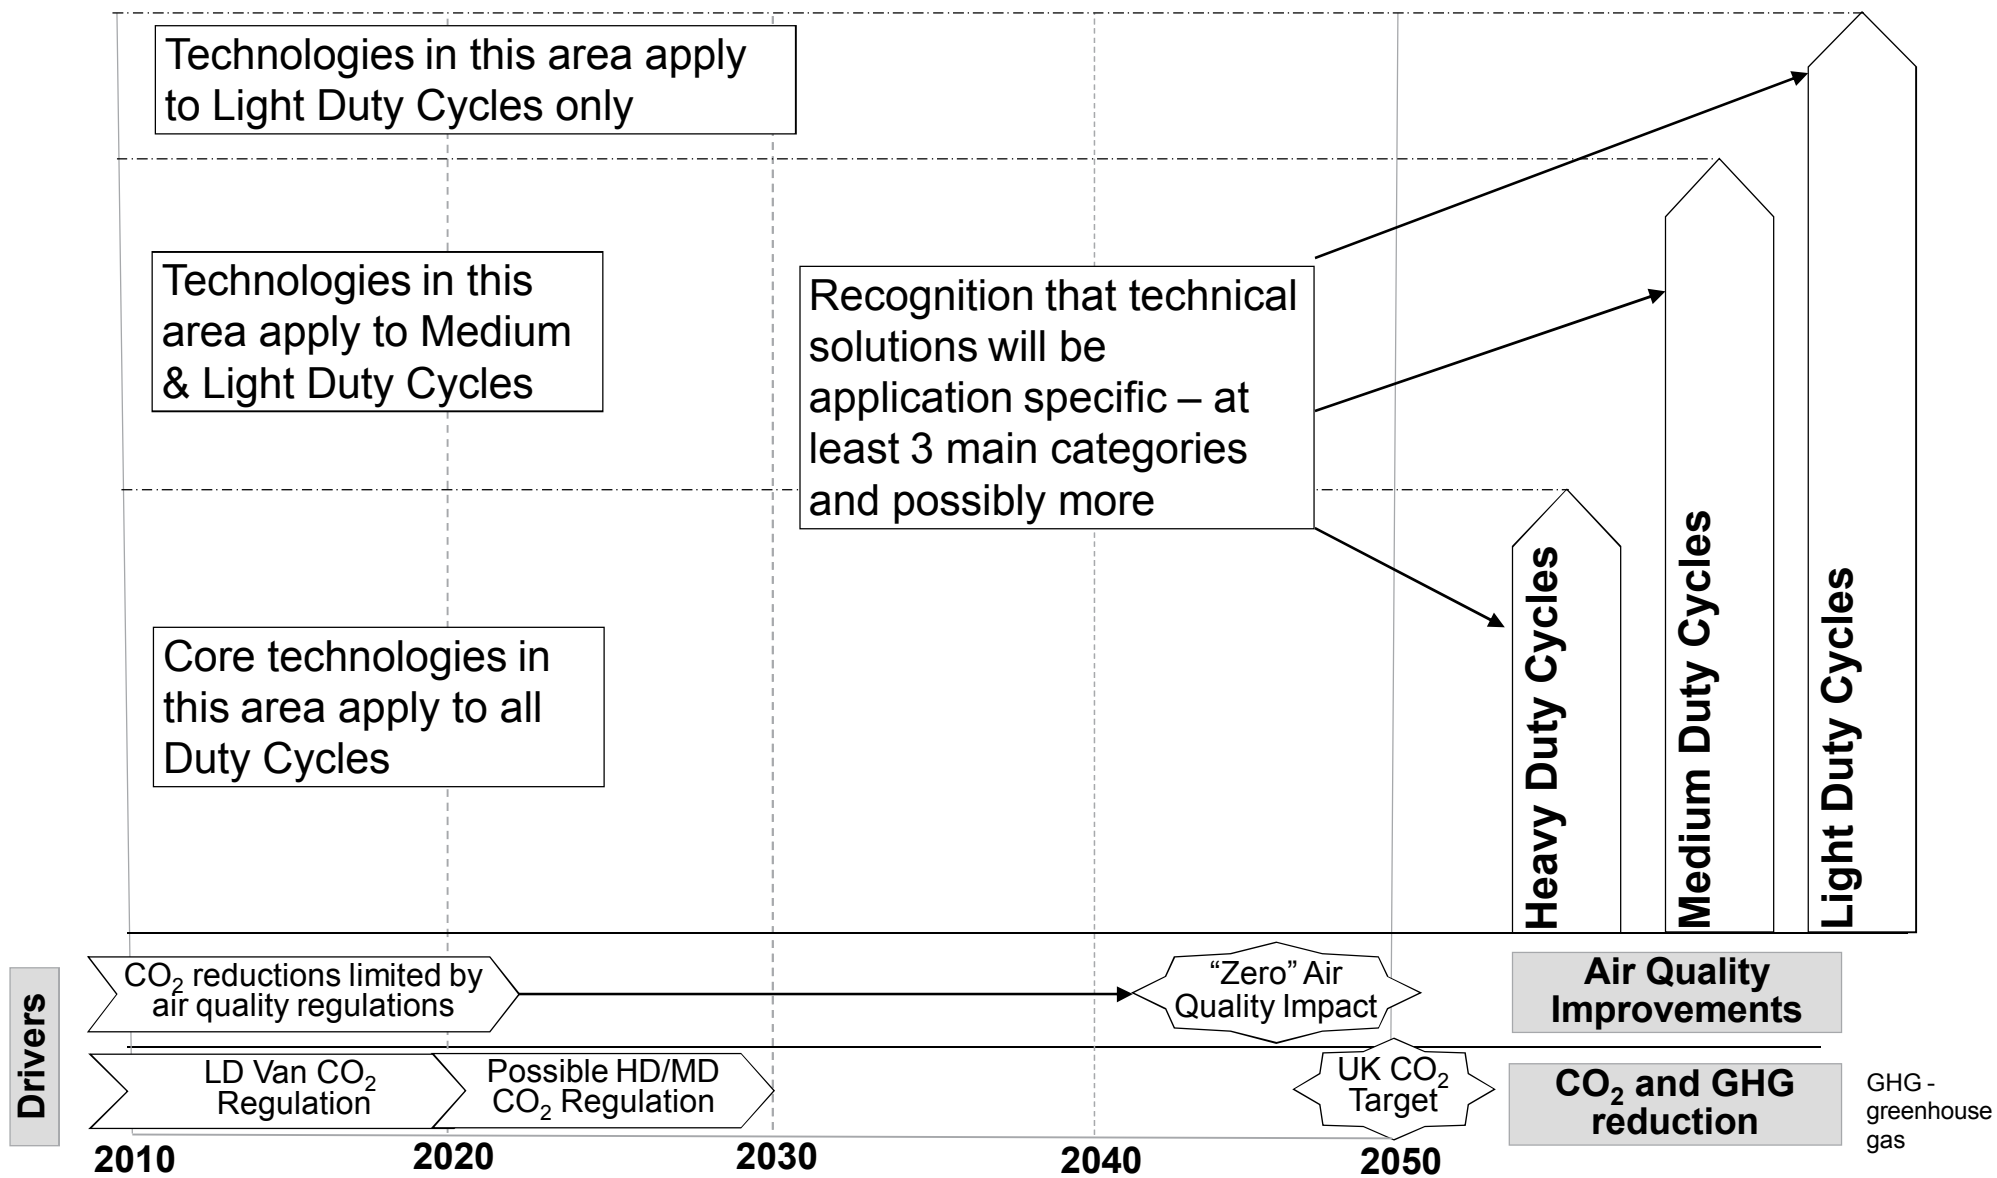 Technologies in this area apply
to Light Duty Cycles only
Technologies in this
area apply to Medium
& Light Duty Cycles
Recognition that technical
solutions will be
application specific – at
least 3 main categories
and possibly more
Core technologies in
this area apply to all
Duty Cycles
Heavy Duty Cycles
Medium Duty Cycles
Light Duty Cycles
Drivers
CO₂ reductions limited by
air quality regulations
“Zero” Air
Quality Impact
Air Quality
Improvements
LD Van CO₂
Regulation
Possible HD/MD
CO₂ Regulation
UK CO₂
Target
CO₂ and GHG
reduction
GHG -
greenhouse
gas
2010
2020
2030
2040
2050